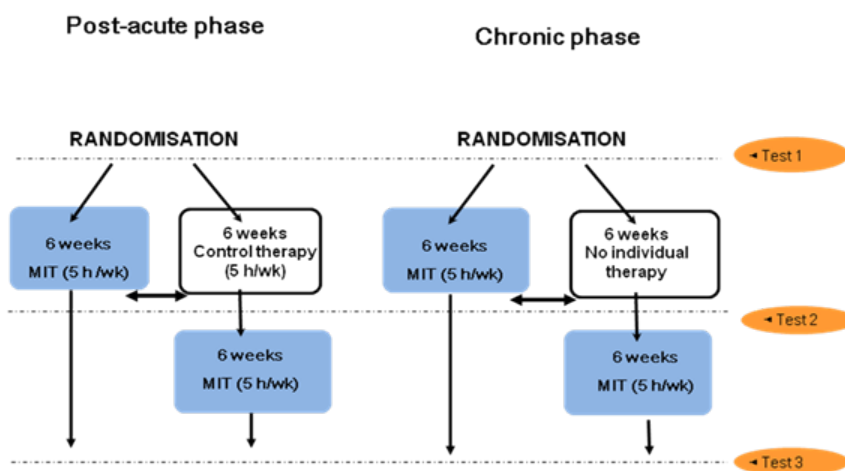 Post-acute phase
Chronic phase
RANDOMISATION
RANDOMISATION
◄ Test 1
6 weeks
MIT (5 h/wk)
6 weeks
Control therapy
(5 h/wk)
6 weeks
MIT (5 h/wk)
6 weeks
No individual
therapy
◄ Test 2
6 weeks
MIT (5 h/wk)
6 weeks
MIT (5 h/wk)
◄ Test 3